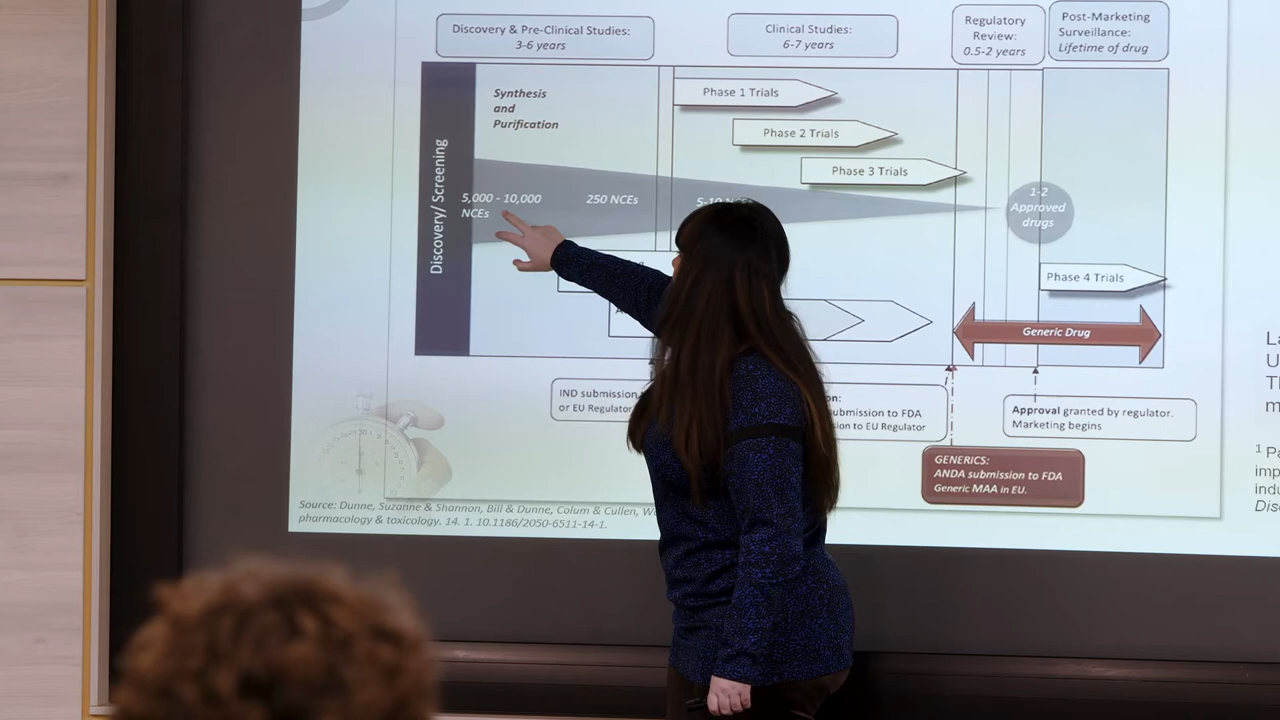 Discovery & Pre-Clinical Studies:
3-6 years
Clinical Studies:
6-7 years
Regulatory
Review:
0.5-2 years
Post-Marketing
Surveillance:
Lifetime of drug
Discovery/ Screening
Synthesis
and
Purification
Phase 1 Trials
Phase 2 Trials
Phase 3 Trials
5,000 - 10,000
NCEs
250 NCEs
5-10 NCEs
1-2
Approved
drugs
Phase 4 Trials
Generic Drug
IND submission
or EU Regulator
submission to FDA
to EU Regulator
Approval granted by regulator.
Marketing begins
GENERICS:
ANDA submission to FDA
Generic MAA in EU.
Source: Dunne, Suzanne & Shannon, Bill & Dunne, Colum & Cullen,
pharmacology & toxicology. 14. 1. 10.1186/2050-6511-14-1.